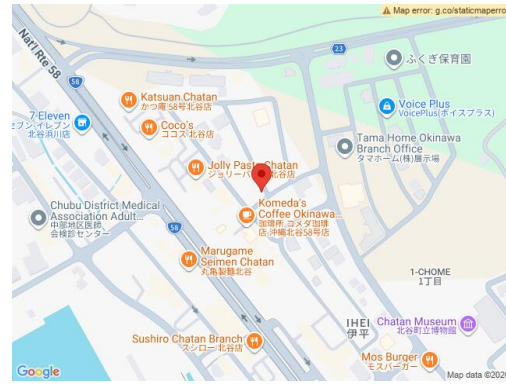 Map error: g.co/staticmaperro
Nat'l Rte 58
58
23
ふくぎ保育園
Katsuan Chatan
かつ庵 58号北谷店
Voice Plus
VoicePlus(ボイスプラス)
7 Eleven
セブン-イレブン
北谷浜川店
Coco's
ココス 北谷店
Tama Home Okinawa
Branch Office
タマホーム(株)展示場
Jolly Pasta Chatan
ジョリーパ 北谷店
Chubu District Medical
Association Adult...
中部地区医師
会検診センター
Komeda's
Coffee Okinawa...
珈琲所 コメダ珈琲
店 沖縄北谷58号店
58
Marugame
Seimen Chatan
丸亀製麺北谷
1-CHOME
1丁目
IHEI
伊平
Chatan Museum
北谷町立博物館
Sushiro Chatan Branch
スシロー 北谷店
58
Mos Burger
モスバーガー
Google
Map data ©2026